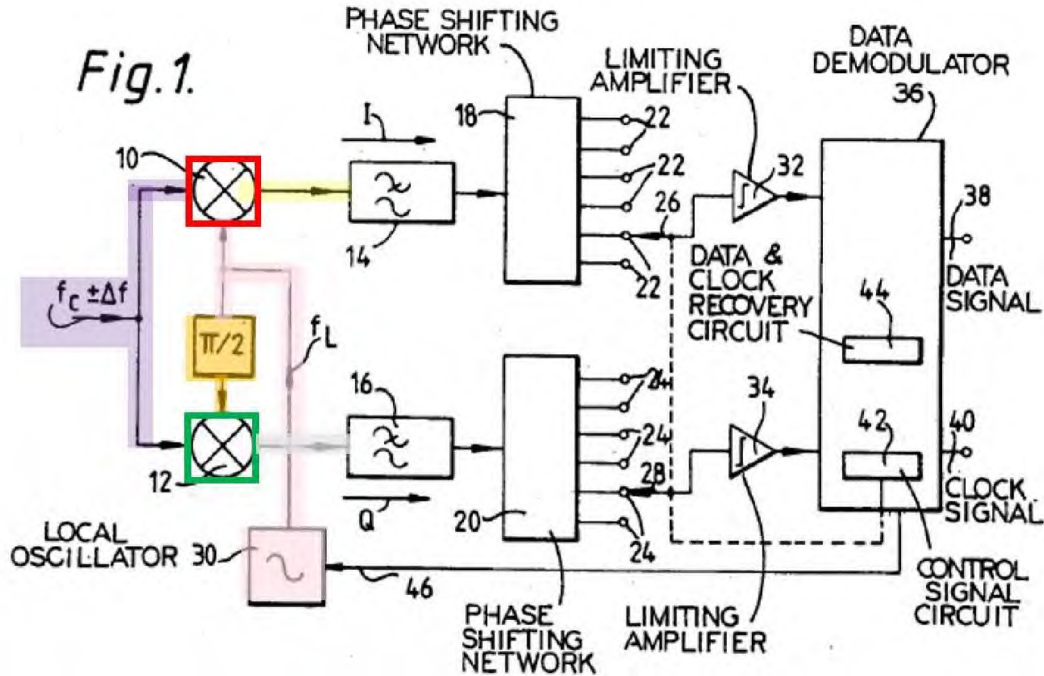 PHASE SHIFTING
NETWORK
Fig.1.
LIMITING
AMPLIFIER
DATA
DEMODULATOR
36
I
18
22
10
32
22
38
14
26
DATA &
CLOCK
RECOVERY
CIRCUIT
44
DATA
SIGNAL
22
fc ±Δf
π/2
fL
16
24
34
42
40
24
12
28
CLOCK
SIGNAL
Q
20
24
LOCAL
OSCILLATOR
30
46
CONTROL
SIGNAL
CIRCUIT
PHASE
SHIFTING
NETWORK
LIMITING
AMPLIFIER